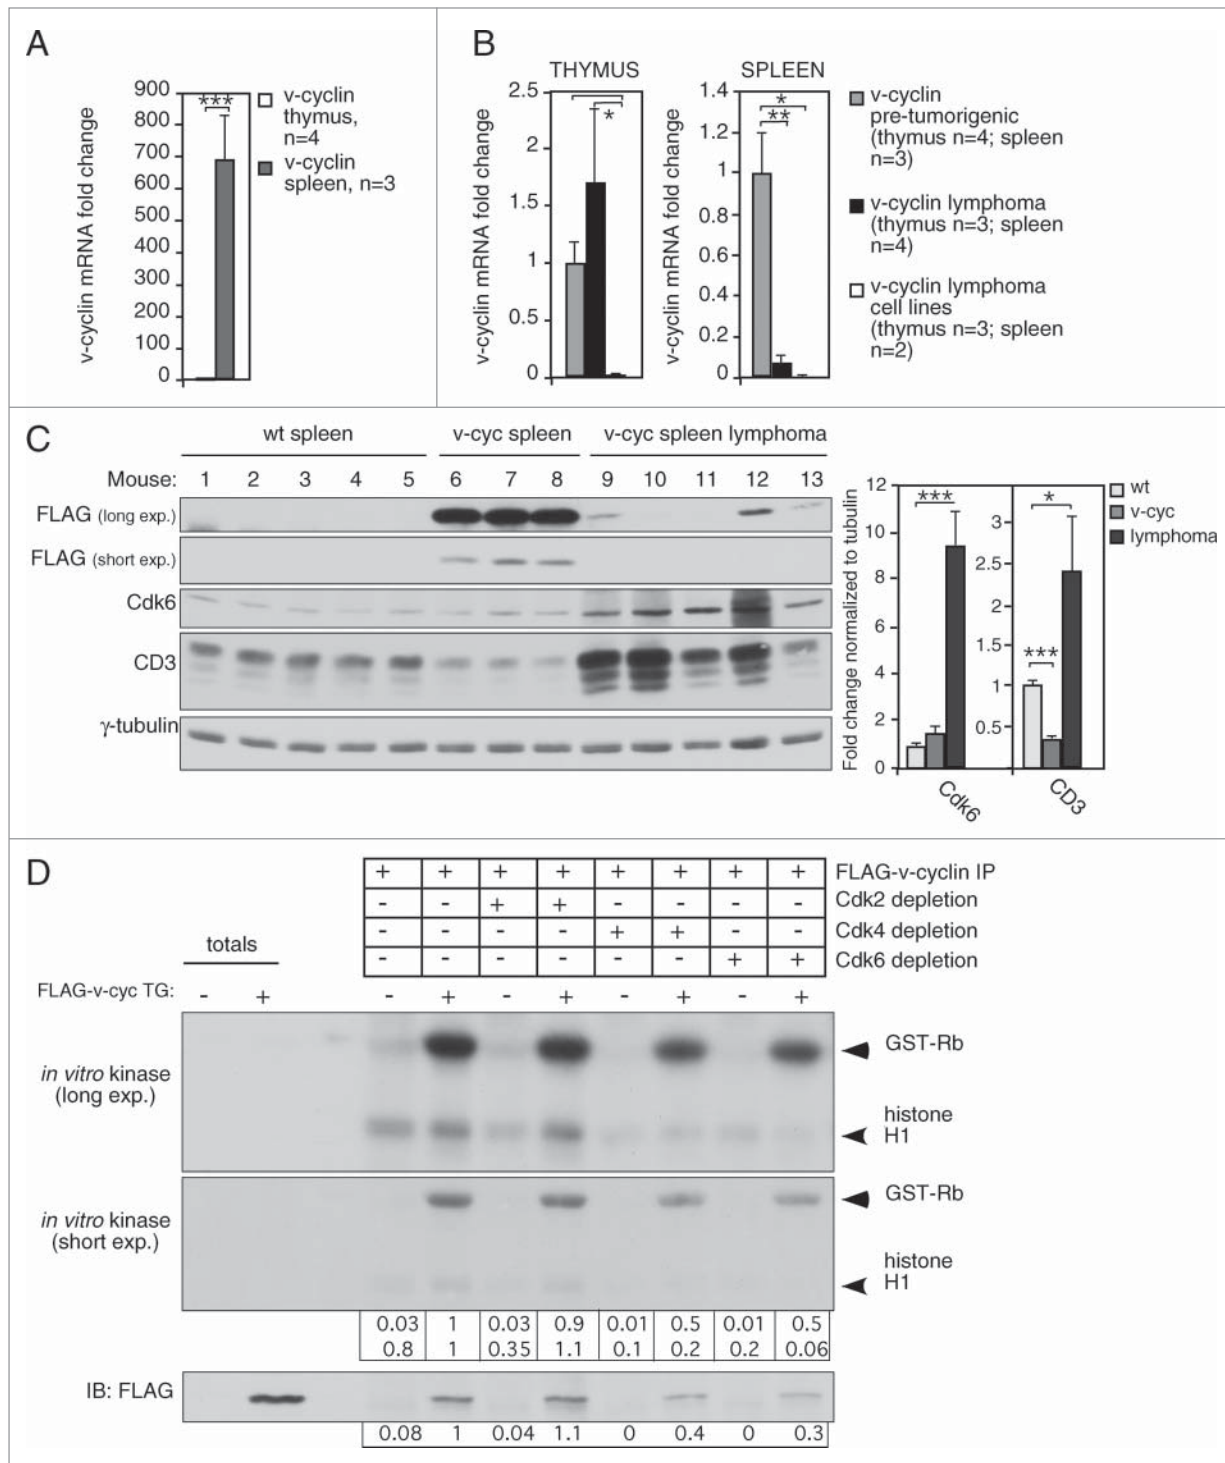 A
v-cyclin mRNA fold change
900
800
700
600
500
400
300
200
100
0
***
v-cyclin
thymus,
n=4
v-cyclin
spleen, n=3
B
THYMUS
v-cyclin mRNA fold change
2.5
2
1.5
1
0.5
0
*
SPLEEN
v-cyclin mRNA fold change
1.4
1.2
1
0.8
0.6
0.4
0.2
0
*
**
v-cyclin
pre-tumorigenic
(thymus n=4; spleen
n=3)
v-cyclin lymphoma
(thymus n=3; spleen
n=4)
v-cyclin lymphoma
cell lines
(thymus n=3; spleen
n=2)
C
wt spleen v-cyc spleen v-cyc spleen lymphoma
Mouse: 1 2 3 4 5 6 7 8 9 10 11 12 13
FLAG (long exp.)
FLAG (short exp.)
Cdk6
CD3
γ-tubulin
Fold change normalized to tubulin
12
10
8
6
4
2
0
***
Cdk6
3
2.5
2
1.5
1
0.5
*
***
CD3
wt
v-cyc
lymphoma
D
+ + + + + + + + FLAG-v-cyclin IP
- - + + - - - - Cdk2 depletion
- - - - + + - - Cdk4 depletion
- - - - - - + + Cdk6 depletion
totals
FLAG-v-cyc TG: - + - + - + - + - +
in vitro kinase
(long exp.)
GST-Rb
histone
H1
in vitro kinase
(short exp.)
GST-Rb
histone
H1
0.03 1 0.03 0.9 0.01 0.5 0.01 0.5
0.8 1 0.35 1.1 0.1 0.2 0.2 0.06
IB: FLAG
0.08 1 0.04 1.1 0 0.4 0 0.3